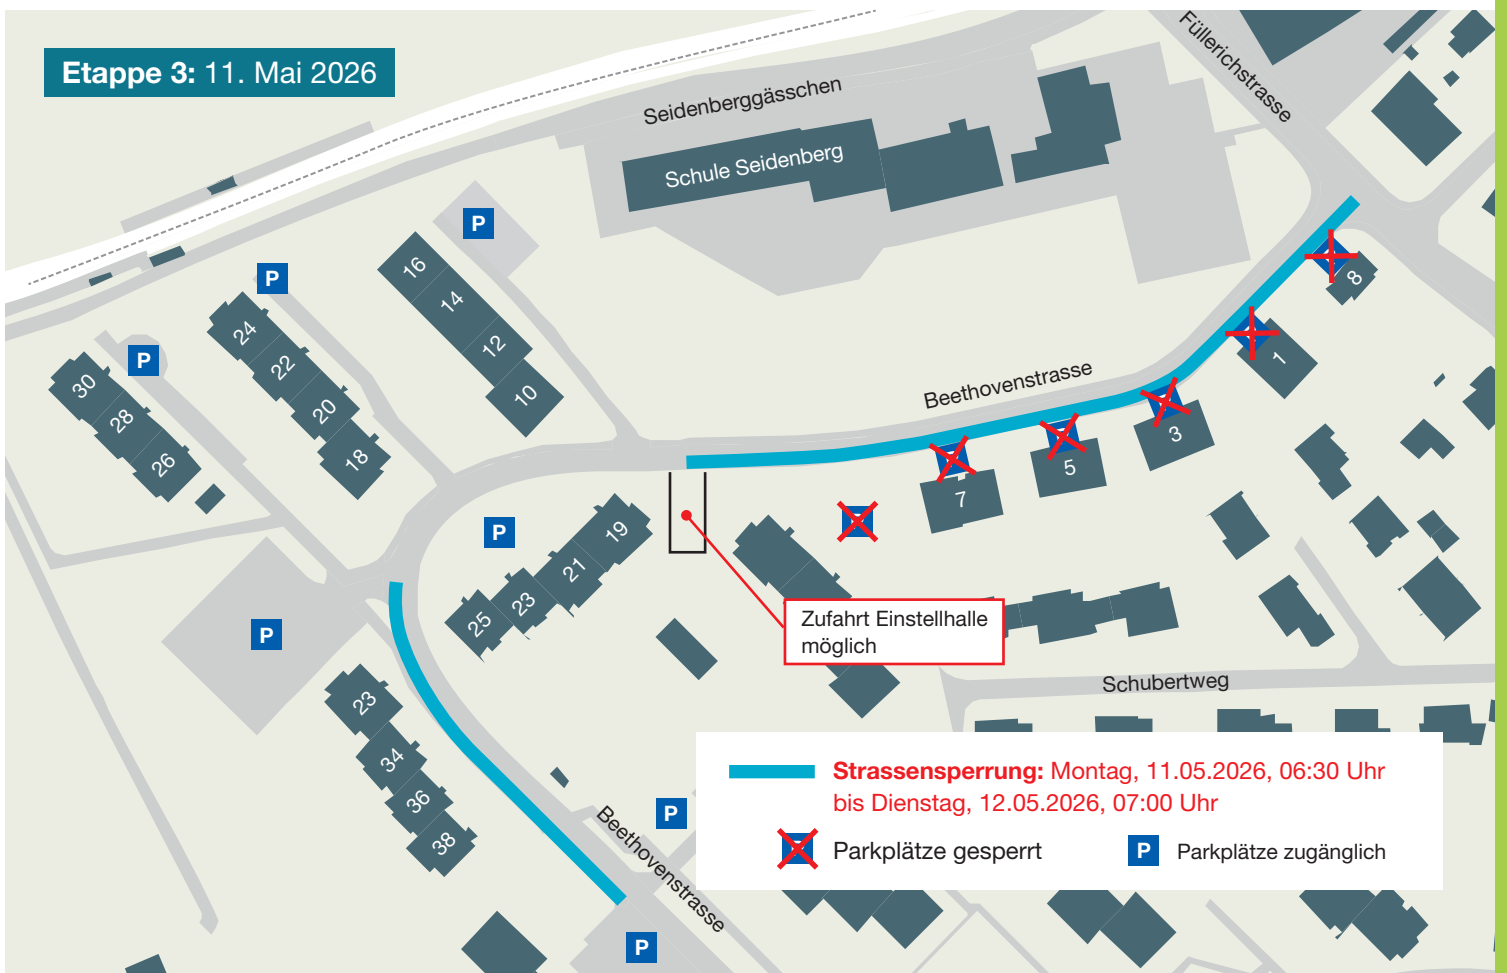 Etappe 3: 11. Mai 2026
Füllerichstrasse
Seidenberggässchen
Schule Seidenberg
P
P
P
16
14
12
10
24
22
20
18
30
28
26
8
1
3
5
7
Beethovenstrasse
P
19
21
23
25
P
Zufahrt Einstellhalle
möglich
Schubertweg
23
34
36
38
Beethovenstrasse
P
P
Strassensperrung: Montag, 11.05.2026, 06:30 Uhr
bis Dienstag, 12.05.2026, 07:00 Uhr
Parkplätze gesperrt
P Parkplätze zugänglich